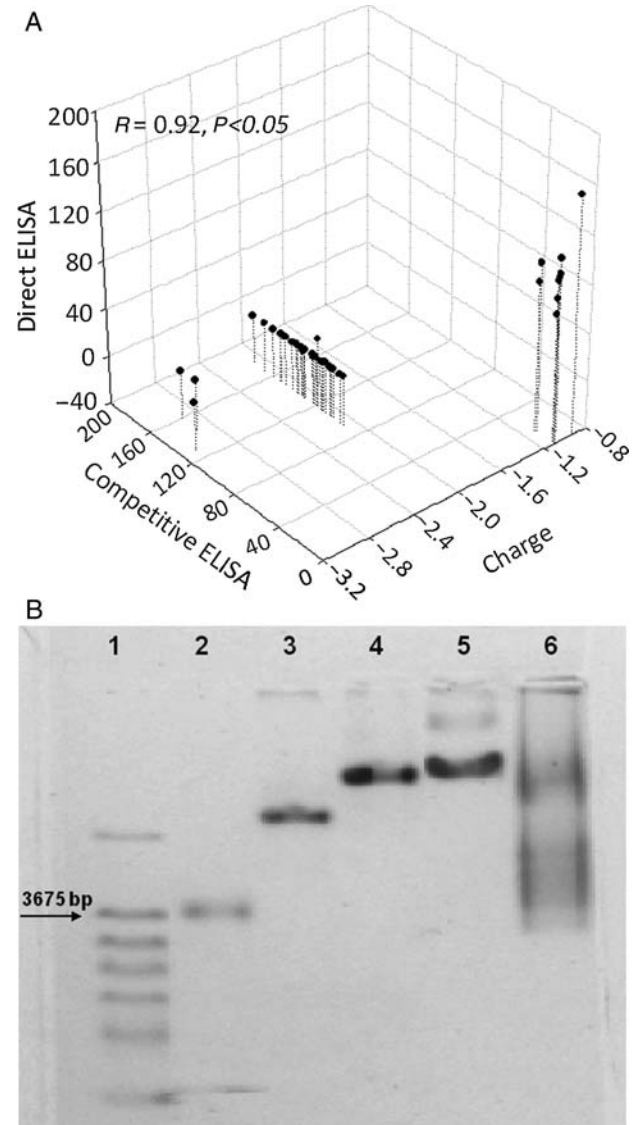 A
R = 0.92, P<0.05
Direct ELISA
200
160
120
80
40
0
−40
Competitive ELISA
200
160
120
80
40
0
Charge
−3.2
−2.8
−2.4
−2.0
−1.6
−1.2
−0.8
B
1 2 3 4 5 6
3675 bp